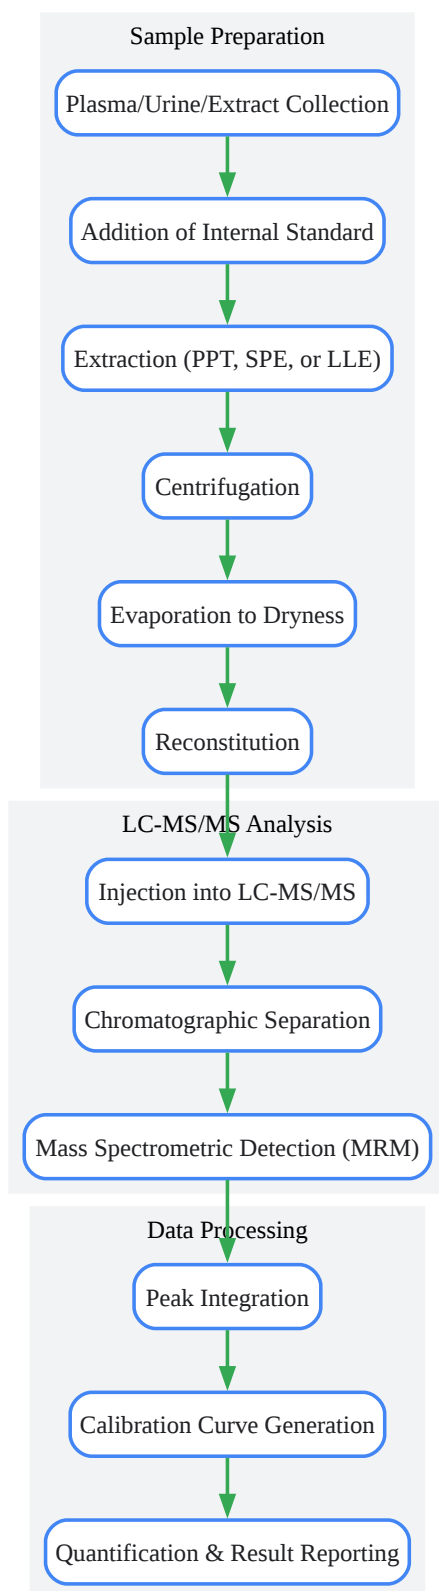 Sample Preparation
Plasma/Urine/Extract Collection
Addition of Internal Standard
Extraction (PPT, SPE, or LLE)
Centrifugation
Evaporation to Dryness
Reconstitution
LC-MS/MS Analysis
Injection into LC-MS/MS
Chromatographic Separation
Mass Spectrometric Detection (MRM)
Data Processing
Peak Integration
Calibration Curve Generation
Quantification & Result Reporting